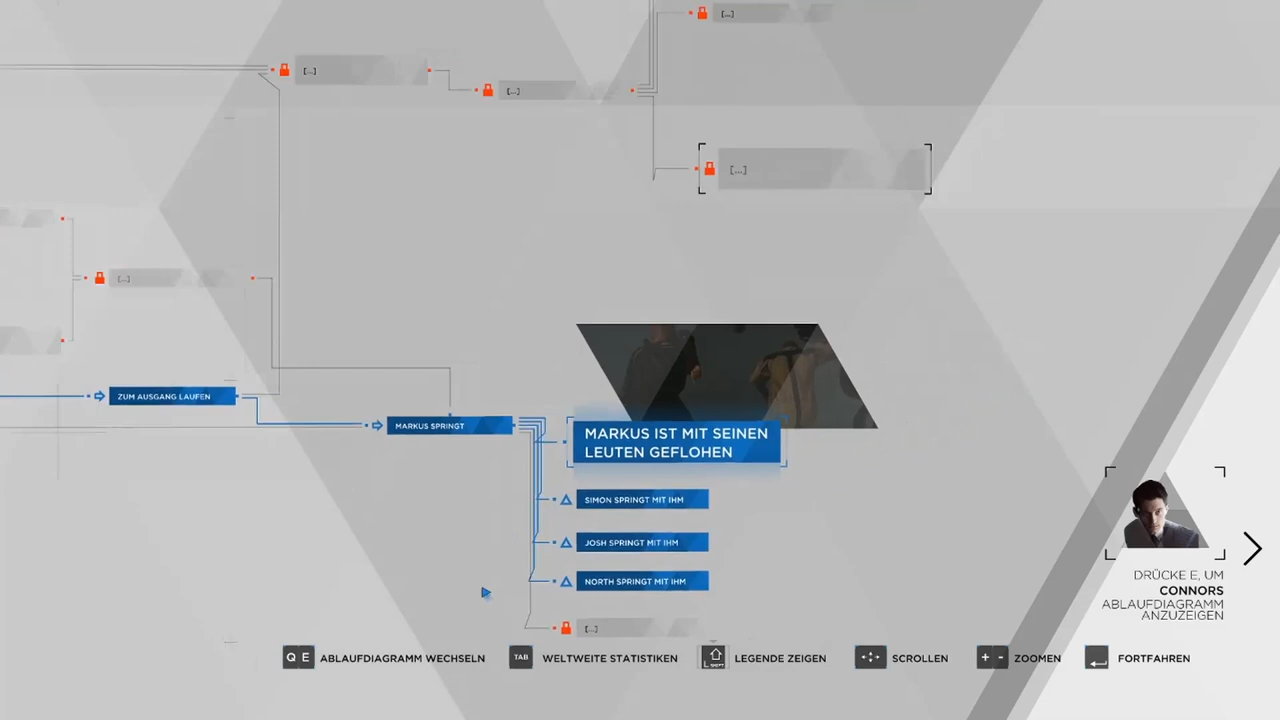 [...]
[...]
[...]
[...]
[...]
ZUM AUSGANG LAUFEN
MARKUS SPRINGT
MARKUS IST MIT SEINEN
LEUTEN GEFLOHEN
SIMON SPRINGT MIT IHM
JOSH SPRINGT MIT IHM
NORTH SPRINGT MIT IHM
[...]
DRÜCKE E, UM
CONNORS
ABLAUFDIAGRAMM
ANZUZEIGEN
Q E ABLAUFDIAGRAMM WECHSELN
TAB WELTWEITE STATISTIKEN
L SHIFT LEGENDE ZEIGEN
SCROLLEN
+ - ZOOMEN
FORTFAHREN